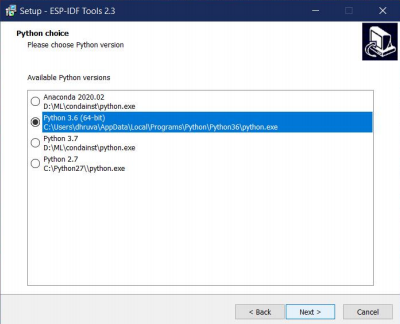 Setup - ESP-IDF Tools 2.3
Python choice
Please choose Python version
Available Python versions
Anaconda 2020.02
D:\ML\condainst\python.exe
Python 3.6 (64-bit)
C:\Users\dhruva\AppData\Local\Programs\Python\Python36\python.exe
Python 3.7
D:\ML\condainst\python.exe
Python 2.7
C:\Python27\\python.exe
< Back
Next >
Cancel